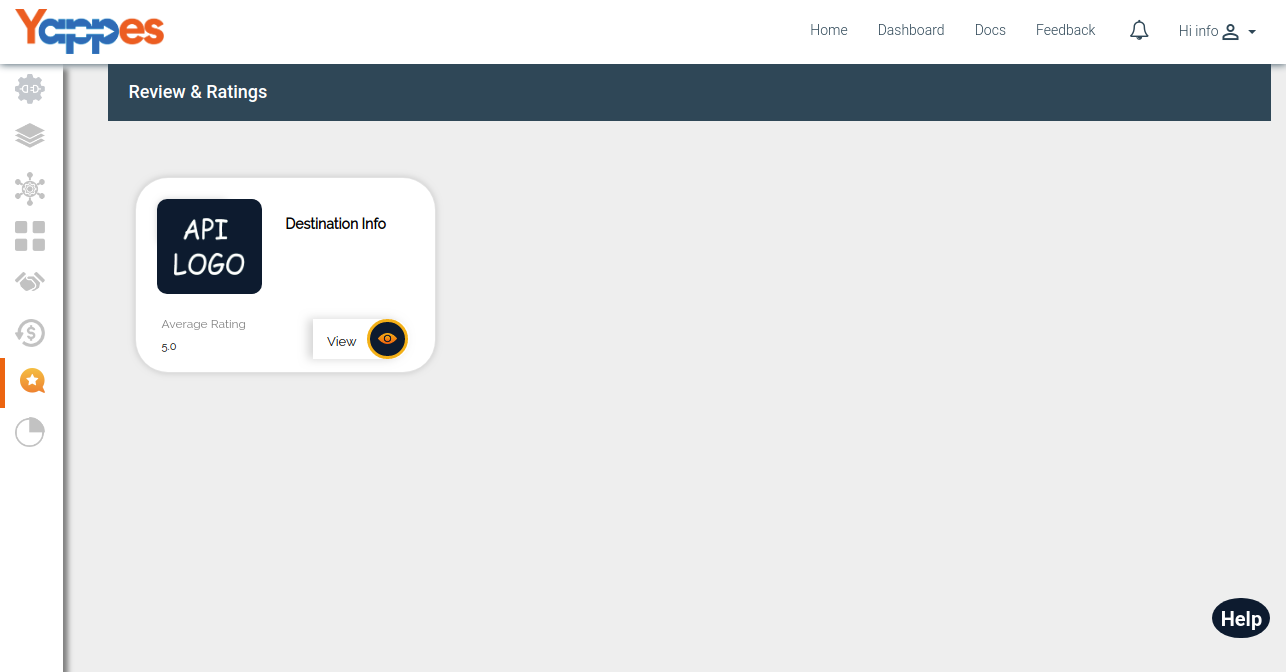 Yappes
Home Dashboard Docs Feedback Hi info
Review & Ratings
API
LOGO
Destination Info
Average Rating
5.0
View
Help